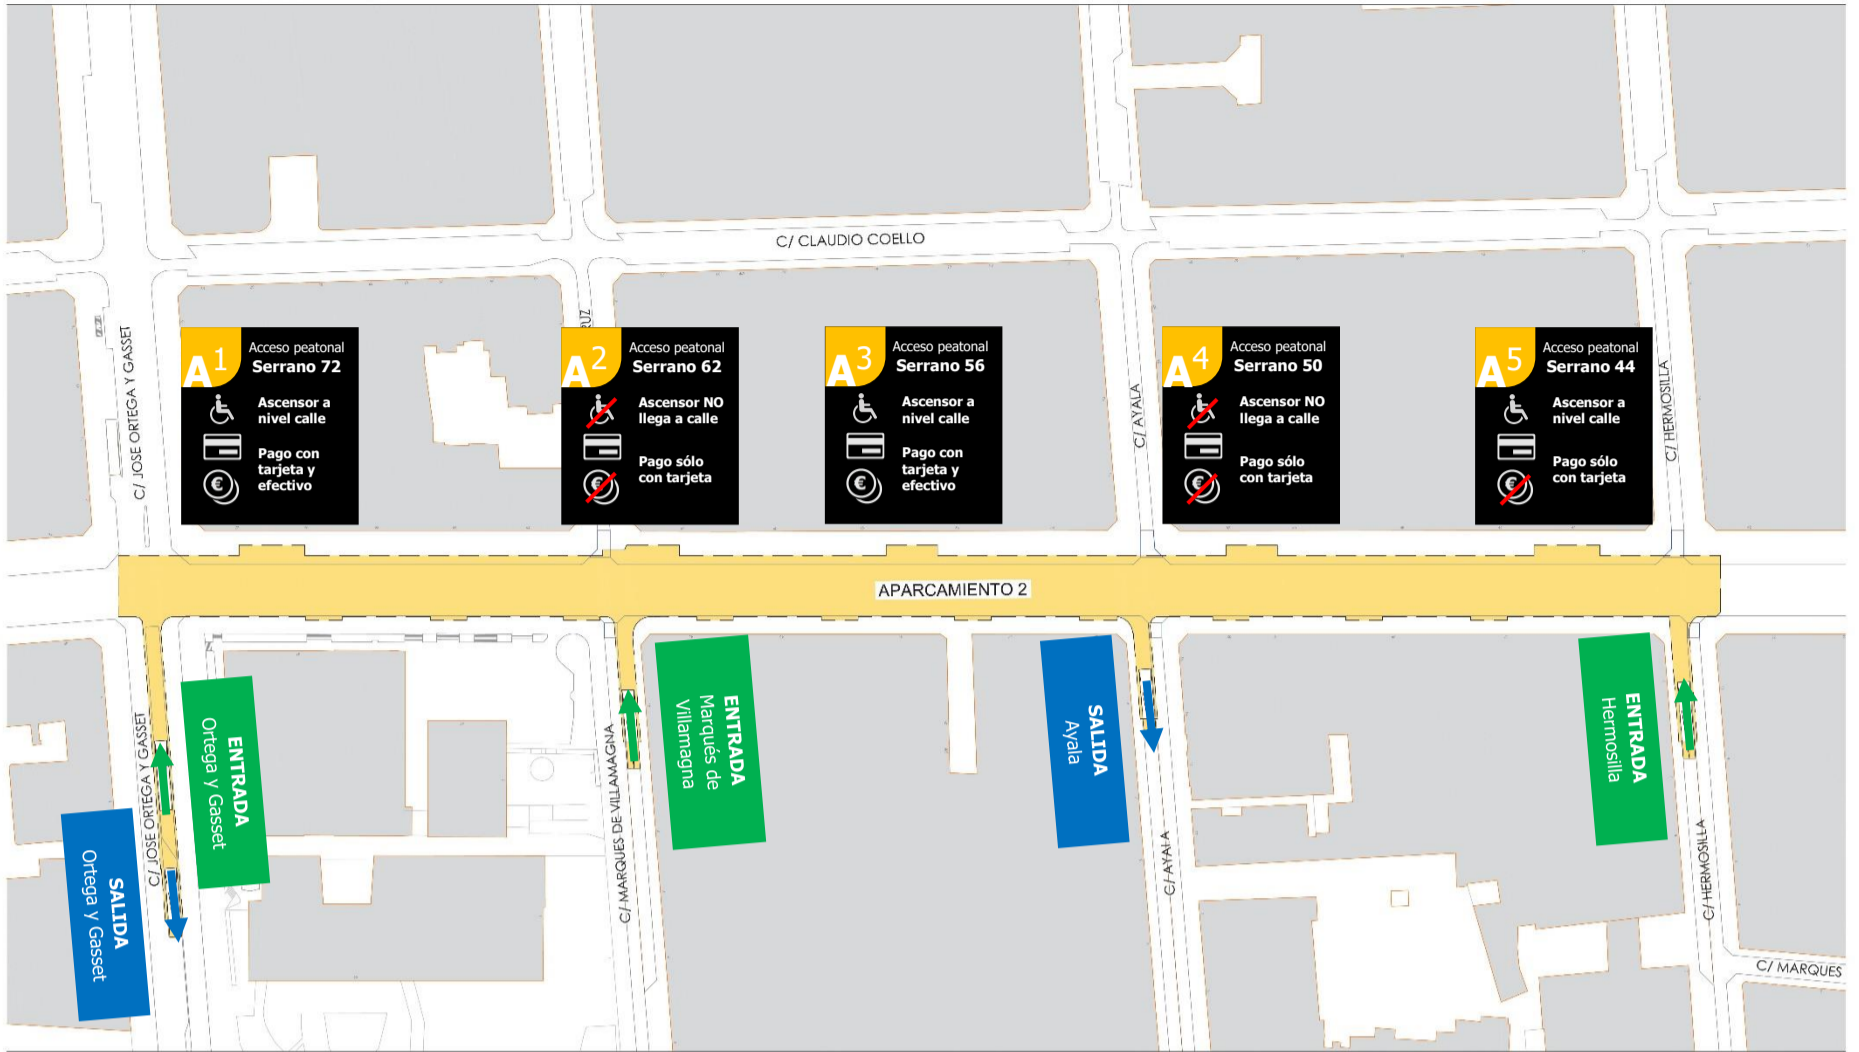 C/ CLAUDIO COELLO
C/ JOSE ORTEGA Y GASSET
A1
Acceso peatonal
Serrano 72
Ascensor a
nivel calle
Pago con
tarjeta y
efectivo
€
RUZ
A2
Acceso peatonal
Serrano 62
Ascensor NO
llega a calle
Pago sólo
con tarjeta
€
A3
Acceso peatonal
Serrano 56
Ascensor a
nivel calle
Pago con
tarjeta y
efectivo
€
C/ AYALA
A4
Acceso peatonal
Serrano 50
Ascensor NO
llega a calle
Pago sólo
con tarjeta
€
A5
Acceso peatonal
Serrano 44
Ascensor a
nivel calle
Pago sólo
con tarjeta
€
C/ HERMOSILLA
APARCAMIENTO 2
C/ JOSE ORTEGA Y GASSET
SALIDA
Ortega y Gasset
ENTRADA
Ortega y Gasset
C/ MARQUES DE VILLAMAGNA
ENTRADA
Marqués de
Villamagna
SALIDA
Ayala
C/ AYALA
ENTRADA
Hermosilla
C/ HERMOSILLA
C/ MARQUES